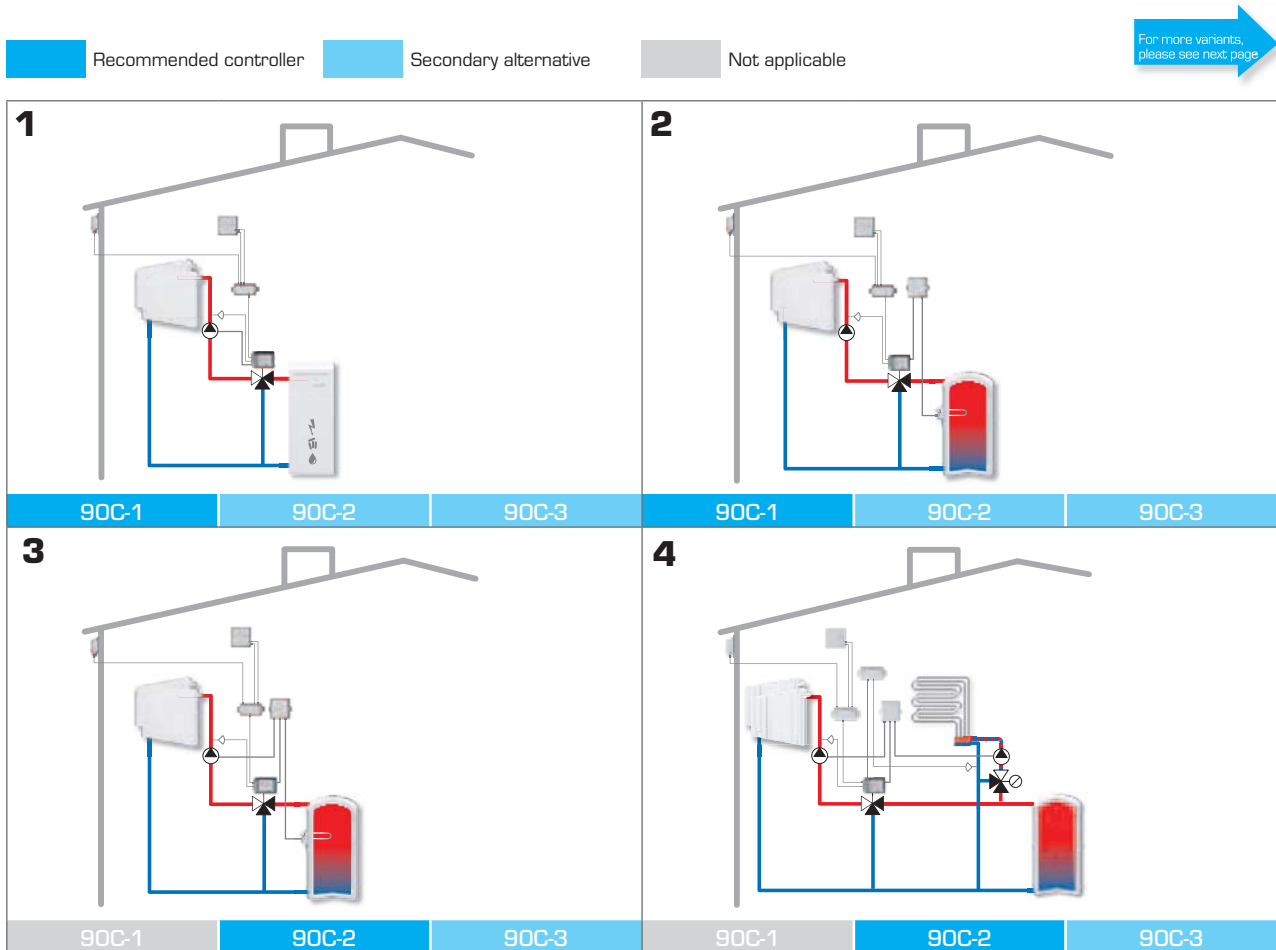 For more variants,
please see next page
Recommended controller
Secondary alternative
Not applicable
1
2
90C-1 90C-2 90C-3
90C-1 90C-2 90C-3
3
4
90C-1 90C-2 90C-3
90C-1 90C-2 90C-3